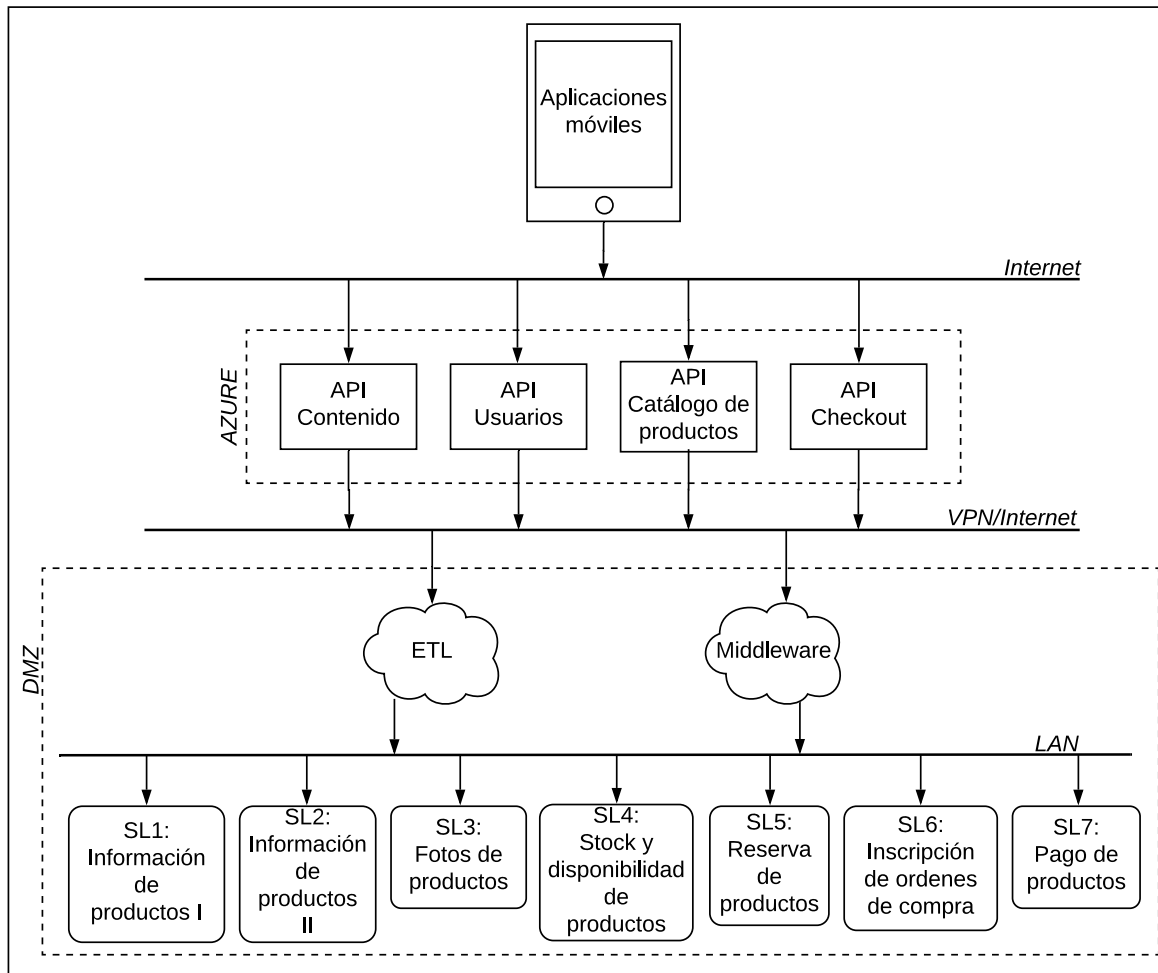 Aplicaciones
móviles
Internet
AZURE
API
Contenido
API
Usuarios
API
Catálogo de
productos
API
Checkout
VPN/Internet
DMZ
ETL
Middleware
LAN
SL1:
Información
de
productos I
SL2:
Información
de
productos
II
SL3:
Fotos de
productos
SL4:
Stock y
disponibilidad
de
productos
SL5:
Reserva
de
productos
SL6:
Inscripción
de ordenes
de compra
SL7:
Pago de
productos